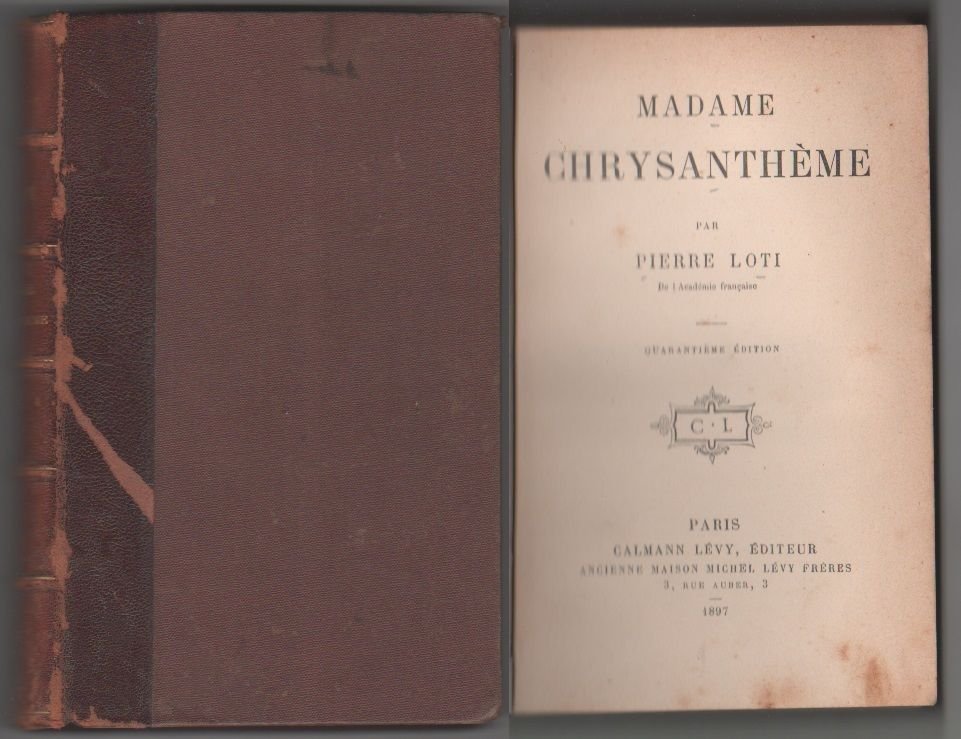 MADAME
CHRYSANTHÈME
PAR
PIERRE LOTI
De l'Académie française
QUARANTIÈME ÉDITION
C · L
PARIS
CALMANN LÉVY, ÉDITEUR
ANCIENNE MAISON MICHEL LÉVY FRÈRES
3, RUE AUBER, 3
1897